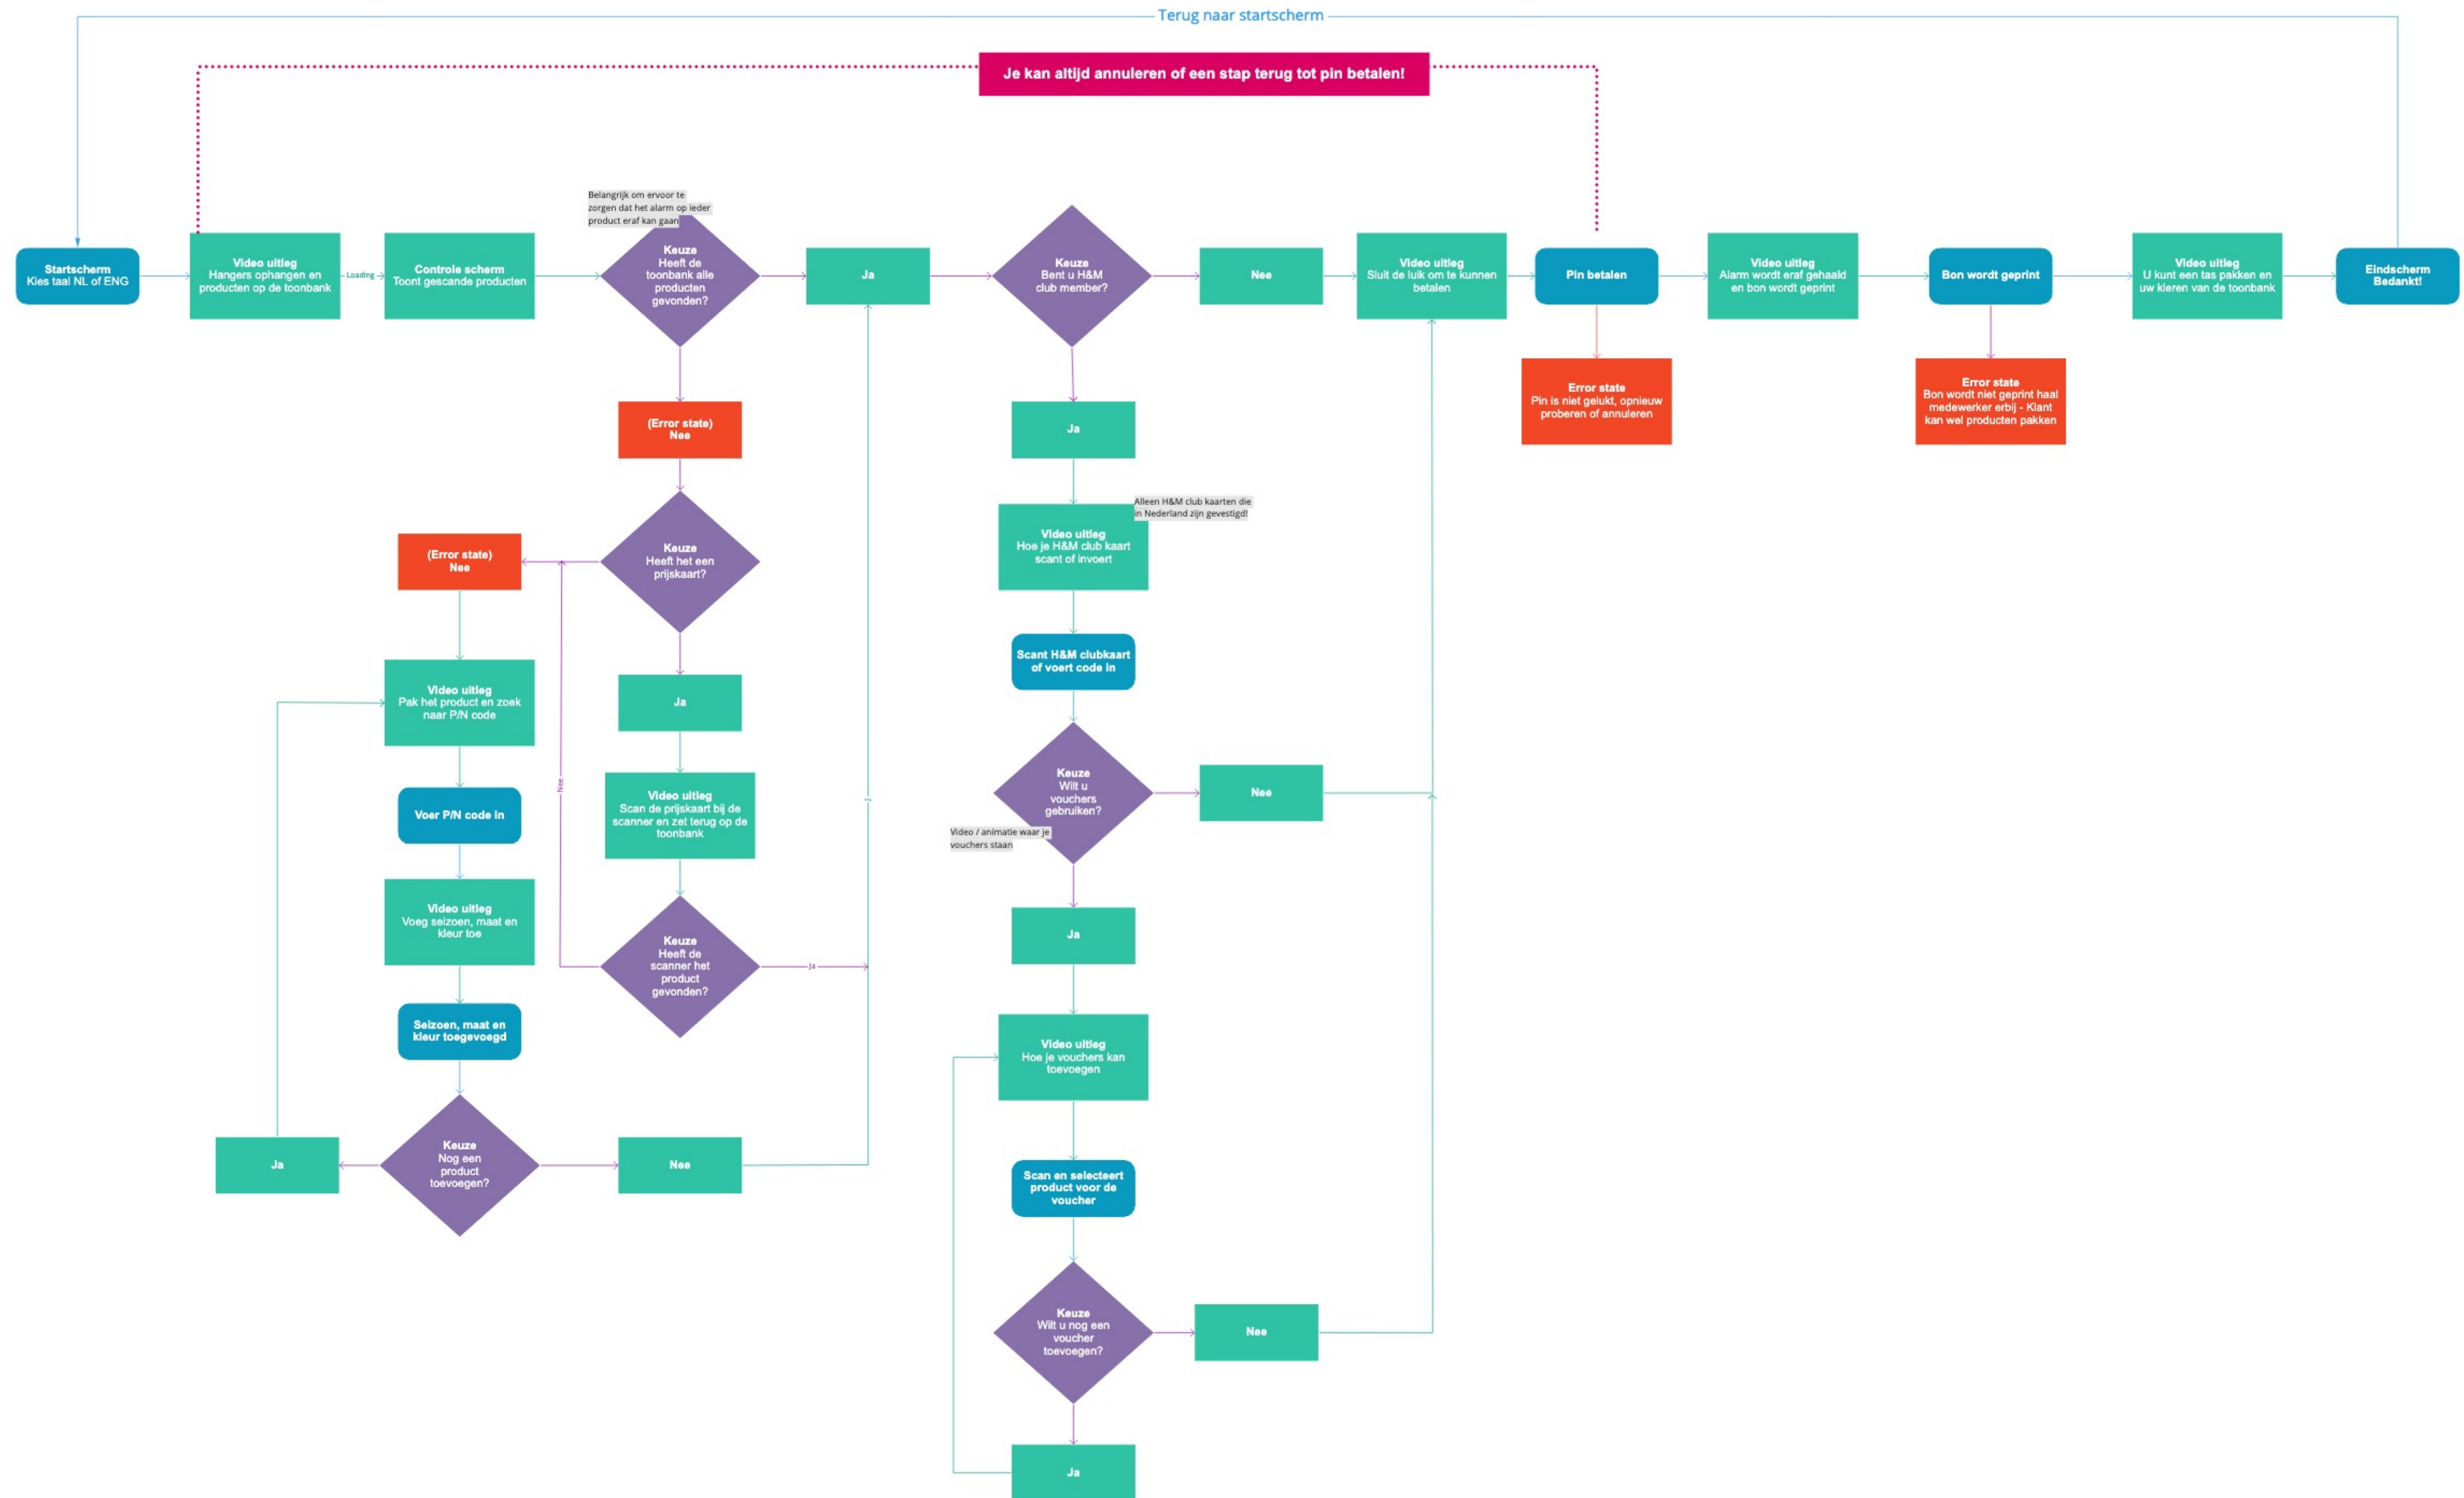 Terug naar startscherm
Je kan altijd annuleren of een stap terug tot pin betalen!
Belangrijk om ervoor te
zorgen dat het alarm op ieder
product eraf kan gaan
Startscherm
Kies taal NL of ENG
Video uitleg
Hangers ophangen en
producten op de toonbank
Loading
Controle scherm
Toont gescande producten
Keuze
Heeft de
toonbank alle
producten
gevonden?
Ja
Keuze
Bent u H&M
club member?
Nee
Video uitleg
Sluit de luik om te kunnen
betalen
Pin betalen
Video uitleg
Alarm wordt eraf gehaald
en bon wordt geprint
Bon wordt geprint
Video uitleg
U kunt een tas pakken en
uw kleren van de toonbank
Eindscherm
Bedankt!
Error state
Pin is niet gelukt, opnieuw
proberen of annuleren
Error state
Bon wordt niet geprint haal
medewerker erbij - Klant
kan wel producten pakken
(Error state)
Nee
Ja
Alleen H&M club kaarten die
in Nederland zijn gevestigd!
Video uitleg
Hoe je H&M club kaart
scant of invoert
(Error state)
Nee
Keuze
Heeft het een
prijskaart?
Scant H&M clubkaart
of voert code in
Video uitleg
Pak het product en zoek
naar P/N code
Ja
Nee
Keuze
Wilt u
vouchers
gebruiken?
Nee
Video / animatie waar je
vouchers staan
Voer P/N code in
Video uitleg
Scan de prijskaart bij de
scanner en zet terug op de
toonbank
Video uitleg
Voeg seizoen, maat en
kleur toe
Ja
Keuze
Heeft de
scanner het
product
gevonden?
Ja
Seizoen, maat en
kleur toegevoegd
Video uitleg
Hoe je vouchers kan
toevoegen
Ja
Keuze
Nog een
product
toevoegen?
Nee
Scan en selecteert
product voor de
voucher
Keuze
Wilt u nog een
voucher
toevoegen?
Nee
Ja